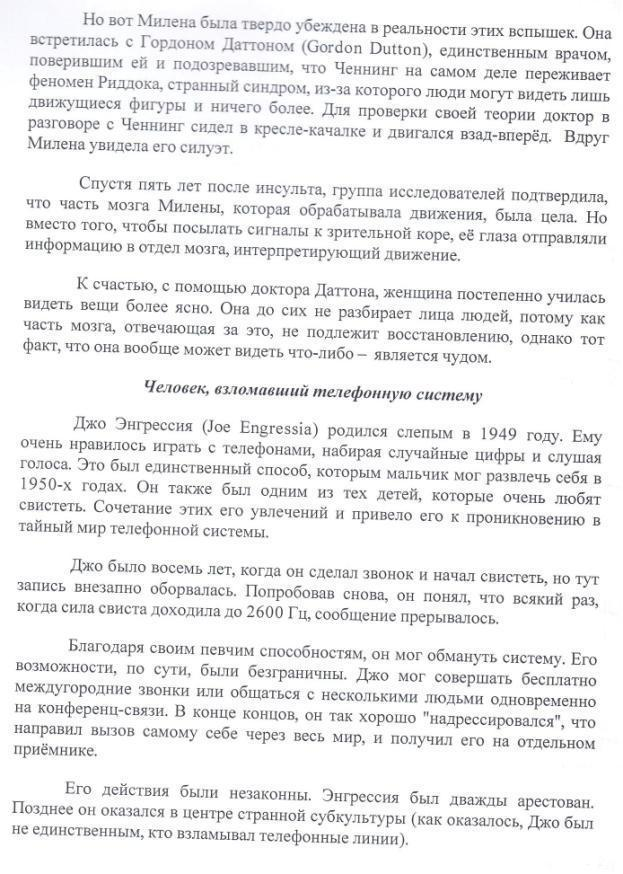 Но вот Милена была твердо убеждена в реальности этих вспышек. Она
встретилась с Гордоном Даттоном (Gordon Dutton), единственным врачом,
поверившим ей и подозревавшим, что Ченнинг на самом деле переживает
феномен Риддока, странный синдром, из-за которого люди могут видеть лишь
движущиеся фигуры и ничего более. Для проверки своей теории доктор в
разговоре с Ченнинг сидел в кресле-качалке и двигался взад-вперёд. Вдруг
Милена увидела его силуэт.
Спустя пять лет после инсульта, группа исследователей подтвердила,
что часть мозга Милены, которая обрабатывала движения, была цела. Но
вместо того, чтобы посылать сигналы к зрительной коре, её глаза отправляли
информацию в отдел мозга, интерпретирующий движение.
К счастью, с помощью доктора Даттона, женщина постепенно училась
видеть вещи более ясно. Она до сих не разбирает лица людей, потому как
часть мозга, отвечающая за это, не подлежит восстановлению, однако тот
факт, что она вообще может видеть что-либо – является чудом.
Человек, взломавший телефонную систему
Джо Энгрессия (Joe Engressia) родился слепым в 1949 году. Ему
очень нравилось играть с телефонами, набирая случайные цифры и слушая
голоса. Это был единственный способ, которым мальчик мог развлечь себя в
1950-х годах. Он также был одним из тех детей, которые очень любят
свистеть. Сочетание этих его увлечений и привело его к проникновению в
тайный мир телефонной системы.
Джо было восемь лет, когда он сделал звонок и начал свистеть, но тут
запись внезапно оборвалась. Попробовав снова, он понял, что всякий раз,
когда сила свиста доходила до 2600 Гц, сообщение прерывалось.
Благодаря своим певчим способностям, он мог обмануть систему. Его
возможности, по сути, были безграничны. Джо мог совершать бесплатно
междугородние звонки или общаться с несколькими людьми одновременно
на конференц-связи. В конце концов, он так хорошо "надрессировался", что
направил вызов самому себе через весь мир, и получил его на отдельном
приёмнике.
Его действия были незаконны. Энгрессия был дважды арестован.
Позднее он оказался в центре странной субкультуры (как оказалось, Джо был
не единственным, кто взламывал телефонные линии).